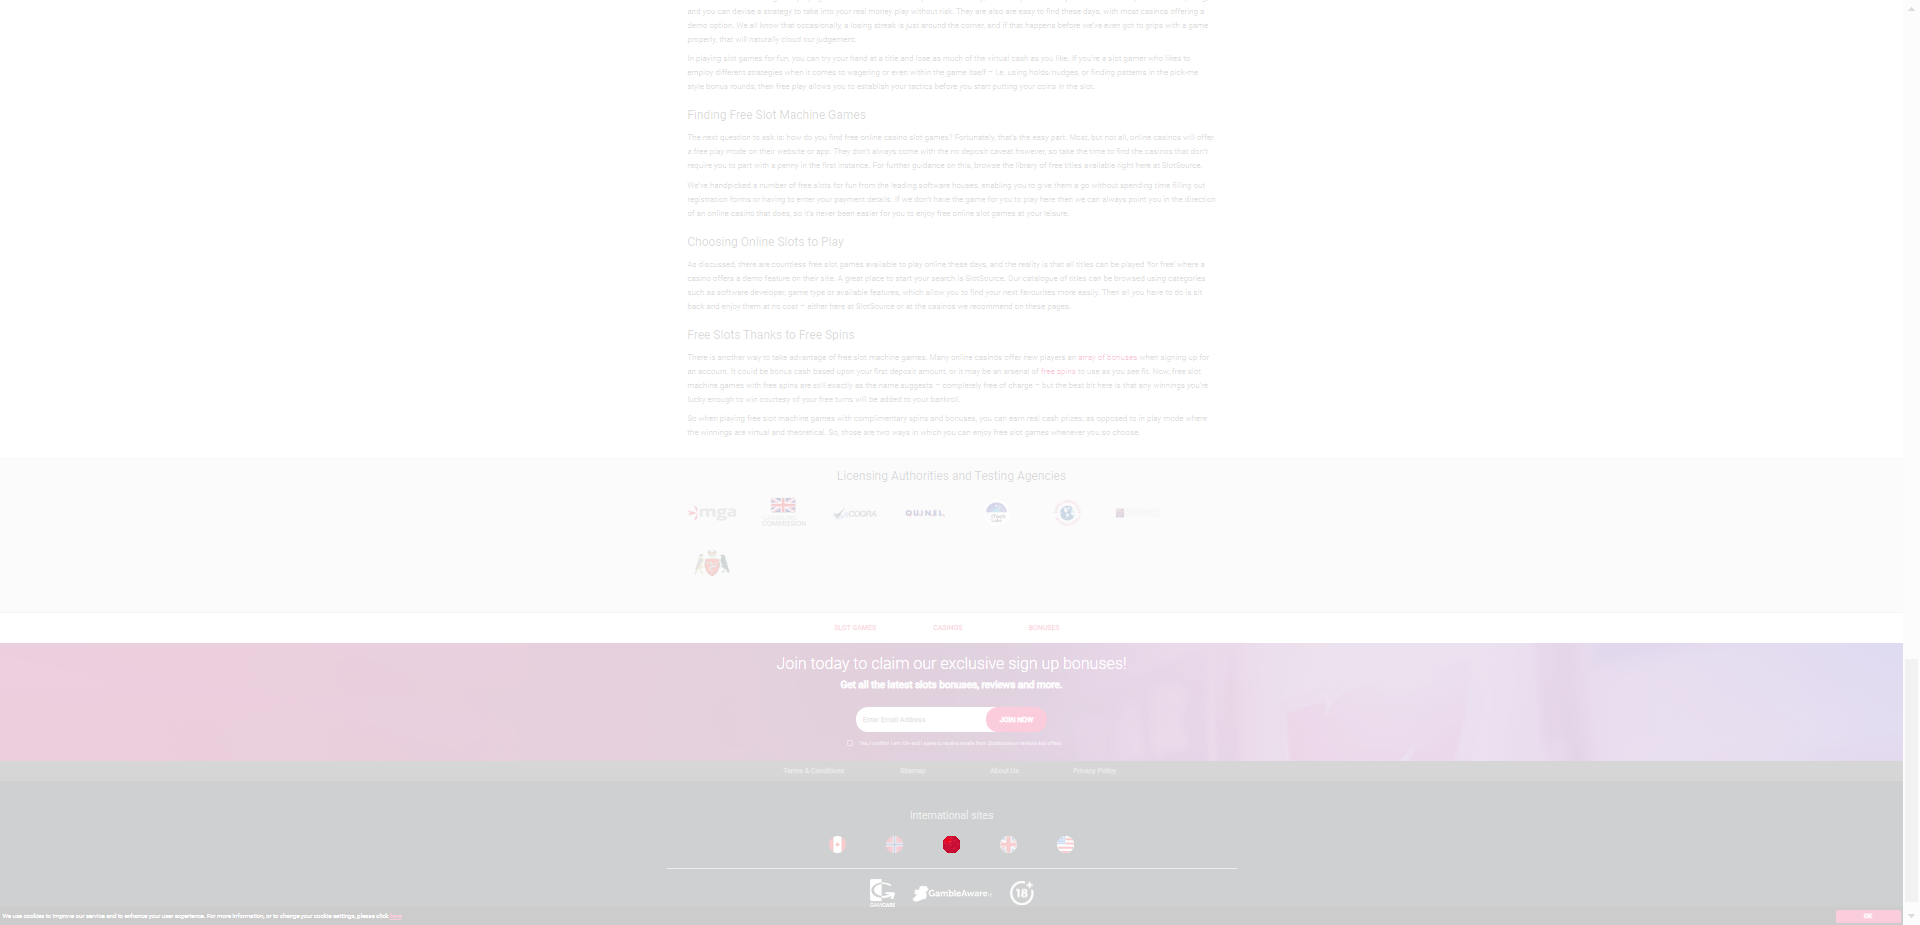 and you can devise a strategy to take into your real money play without risk. They are also are easy to find these days, with most casinos offering a
demo option. We all know that occasionally, a losing streak is just around the corner, and if that happens before we've even got to grips with a game
properly, that will naturally cloud our judgement.
In playing slot games for fun, you can try your hand at a title and lose as much of the virtual cash as you like. If you're a slot gamer who likes to
employ different strategies when it comes to wagering or even within the game itself – i.e. using holds/nudges, or finding patterns in the pick-me
style bonus rounds, then free play allows you to establish your tactics before you start putting your coins in the slot.
Finding Free Slot Machine Games
The next question to ask is: how do you find free online casino slot games? Fortunately, that's the easy part. Most, but not all, online casinos will offer
a free play mode on their website or app. They don't always come with the no deposit caveat however, so take the time to find the casinos that don't
require you to part with a penny in the first instance. For further guidance on this, browse the library of free titles available right here at SlotSource.
We've handpicked a number of free slots for fun from the leading software houses, enabling you to give them a go without spending time filling out
registration forms or having to enter your payment details. If we don't have the game for you to play here then we can always point you in the direction
of an online casino that does, so it's never been easier for you to enjoy free online slot games at your leisure.
Choosing Online Slots to Play
As discussed, there are countless free slot games available to play online these days, and the reality is that all titles can be played 'for free' where a
casino offers a demo feature on their site. A great place to start your search is SlotSource. Our catalogue of titles can be browsed using categories
such as software developer, game type or available features, which allow you to find your next favourites more easily. Then all you have to do is sit
back and enjoy them at no cost – either here at SlotSource or at the casinos we recommend on these pages.
Free Slots Thanks to Free Spins
There is another way to take advantage of free slot machine games. Many online casinos offer new players an array of bonuses when signing up for
an account. It could be bonus cash based upon your first deposit amount, or it may be an arsenal of free spins to use as you see fit. Now, free slot
machine games with free spins are still exactly as the name suggests – completely free of charge – but the best bit here is that any winnings you're
lucky enough to win courtesy of your free turns will be added to your bankroll.
So when playing free slot machine games with complimentary spins and bonuses, you can earn real cash prizes, as opposed to in play mode where
the winnings are virtual and theoretical. So, those are two ways in which you can enjoy free slot games whenever you so choose.
Licensing Authorities and Testing Agencies
mga
COMMISSION
eCOGRA
QUINEL
iTech
Labs
SLOT GAMES CASINOS BONUSES
Join today to claim our exclusive sign up bonuses!
Get all the latest slots bonuses, reviews and more.
Enter Email Address JOIN NOW
Terms & Conditions Sitemap About Us Privacy Policy
International sites
GAMCARE
GambleAware
18+
We use cookies to improve our service and to enhance your user experience. For more information, or to change your cookie settings, please click here
OK